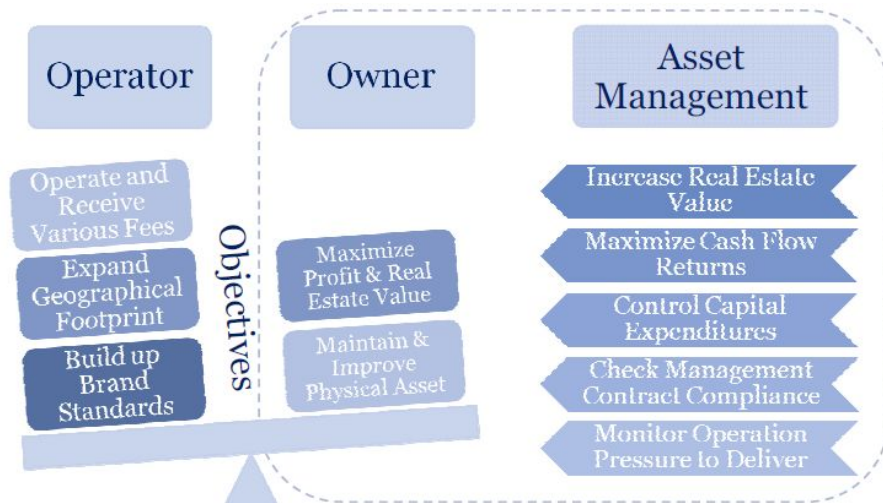 Operator
Owner
Asset
Management
Operate and
Receive
Various Fees
Expand
Geographical
Footprint
Build up
Brand
Standards
Objectives
Maximize
Profit & Real
Estate Value
Maintain &
Improve
Physical Asset
Increase Real Estate
Value
Maximize Cash Flow
Returns
Control Capital
Expenditures
Check Management
Contract Compliance
Monitor Operation
Pressure to Deliver